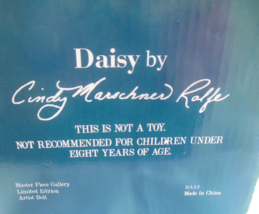 Daisy by
Cindy Marschner Rolfe
THIS IS NOT A TOY.
NOT RECOMMENDED FOR CHILDREN UNDER
EIGHT YEARS OF AGE.
Master Piece Gallery
Limited Edition
Artist Doll
Made in China